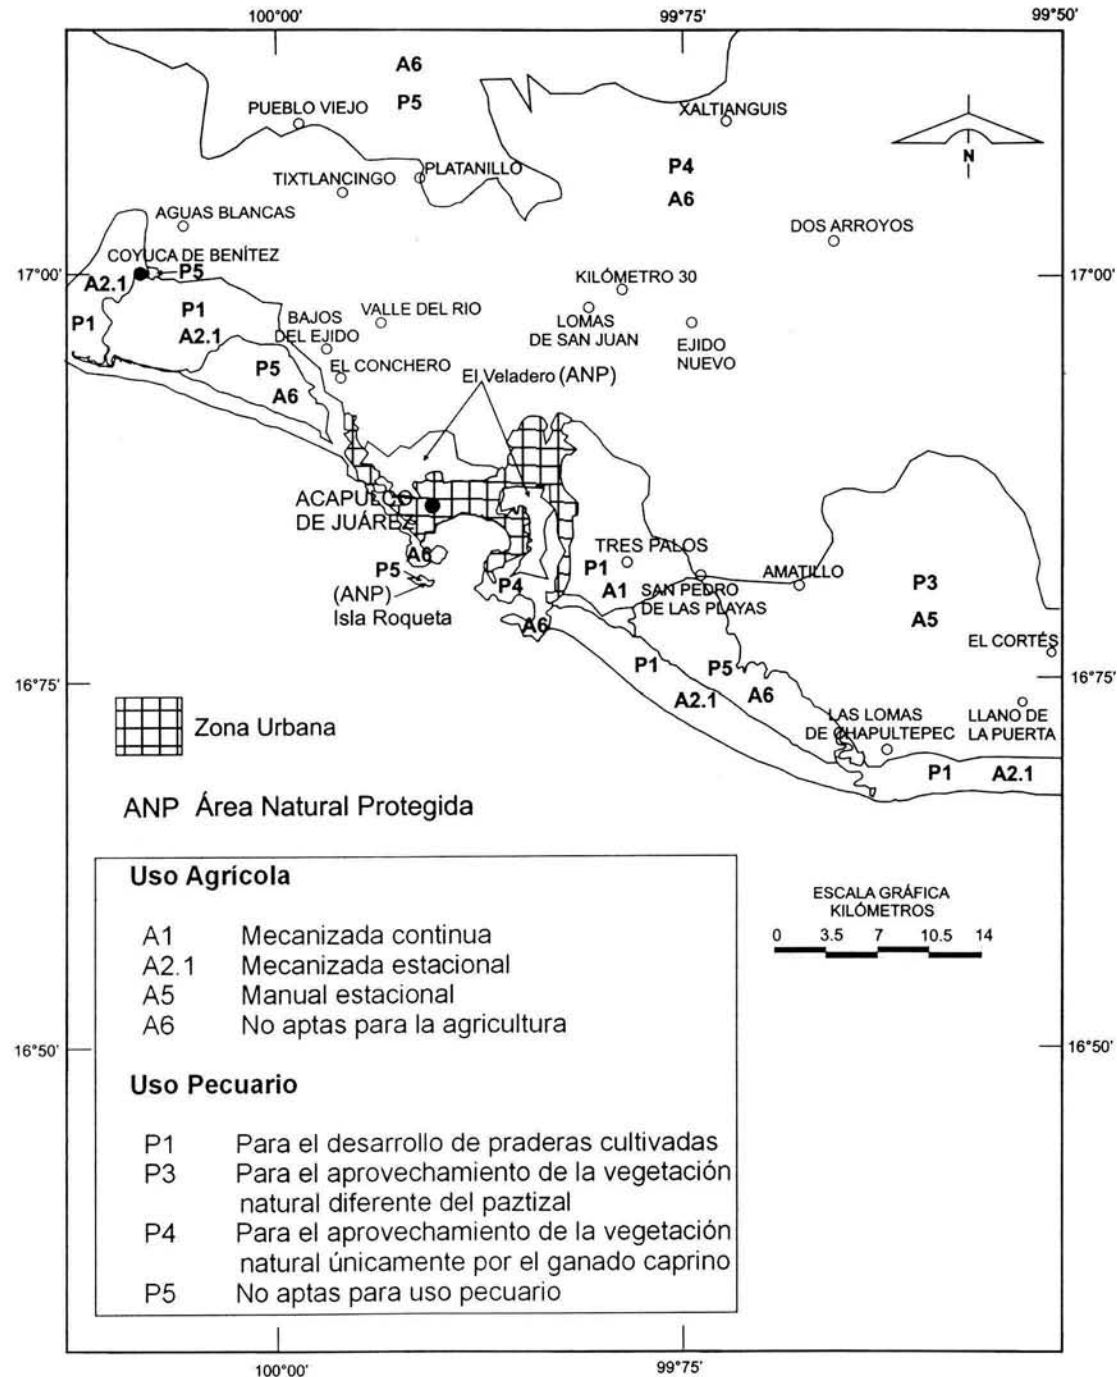 100°00'
99°75'
99°50'
A6
P5
PUEBLO VIEJO
XALTIANGUIS
N
P4
A6
TIXTLANCINGO
PLATANILLO
AGUAS BLANCAS
DOS ARROYOS
COYUCA DE BENÍTEZ
17°00'
P5
A2.1
KILÓMETRO 30
17°00'
P1
P1
A2.1
BAJOS
DEL EJIDO
VALLE DEL RIO
LOMAS
DE SAN JUAN
EJIDO
NUEVO
EL CONCHERO
P5
A6
El Veladero (ANP)
ACAPULCO
DE JUÁREZ
A6
P5
(ANP)
Isla Roqueta
P4
A6
TRES PALOS
P1
A1
SAN PEDRO
DE LAS PLAYAS
AMATILLO
P3
A5
EL CORTÉS
P1
A2.1
P5
A6
16°75'
16°75'
LAS LOMAS
DE CHAPULTEPEC
LLANO DE
LA PUERTA
P1
A2.1
Zona Urbana
ANP Área Natural Protegida
Uso Agrícola
A1 Mecanizada continua
A2.1 Mecanizada estacional
A5 Manual estacional
A6 No aptas para la agricultura
Uso Pecuario
P1 Para el desarrollo de praderas cultivadas
P3 Para el aprovechamiento de la vegetación
natural diferente del paztizal
P4 Para el aprovechamiento de la vegetación
natural únicamente por el ganado caprino
P5 No aptas para uso pecuario
ESCALA GRÁFICA
KILÓMETROS
0 3.5 7 10.5 14
16°50'
16°50'
100°00'
99°75'